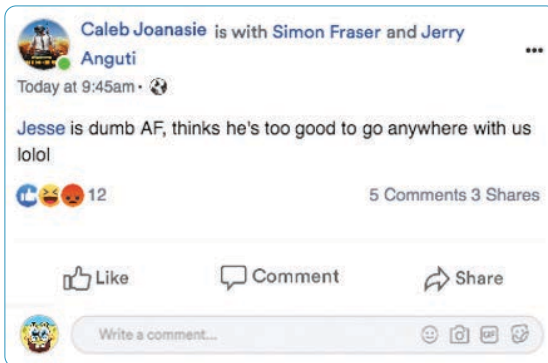 Caleb Joanasie is with Simon Fraser and Jerry
Anguti
Today at 9:45am ·
Jesse is dumb AF, thinks he's too good to go anywhere with us
lolol
12
5 Comments 3 Shares
Like
Comment
Share
Write a comment...
GIF